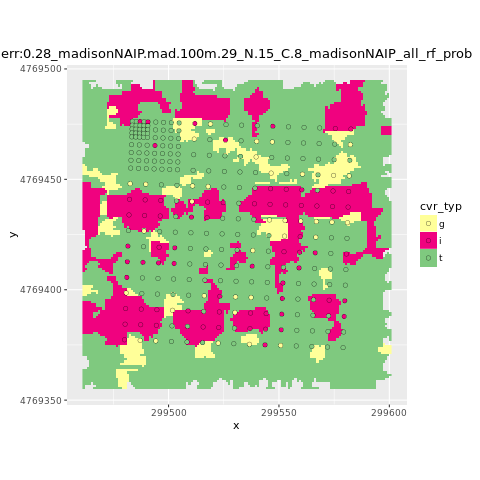 err:0.28_madisonNAIP.mad.100m.29_N.15_C.8_madisonNAIP_all_rf_prob
4769500
4769450
4769400
4769350
y
299500
299550
299600
x
cvr_typ
g
i
t